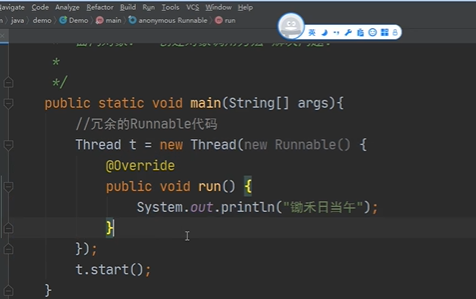 Navigate Code Analyze Refactor Build Run Tools VCS Window Help
java demo Demo main anonymous Runnable run
英
*
*/
public static void main(String[] args){
//冗余的Runnable代码
Thread t = new Thread(new Runnable() {
@Override
public void run() {
System.out.println("锄禾日当午");
}
});
t.start();
}